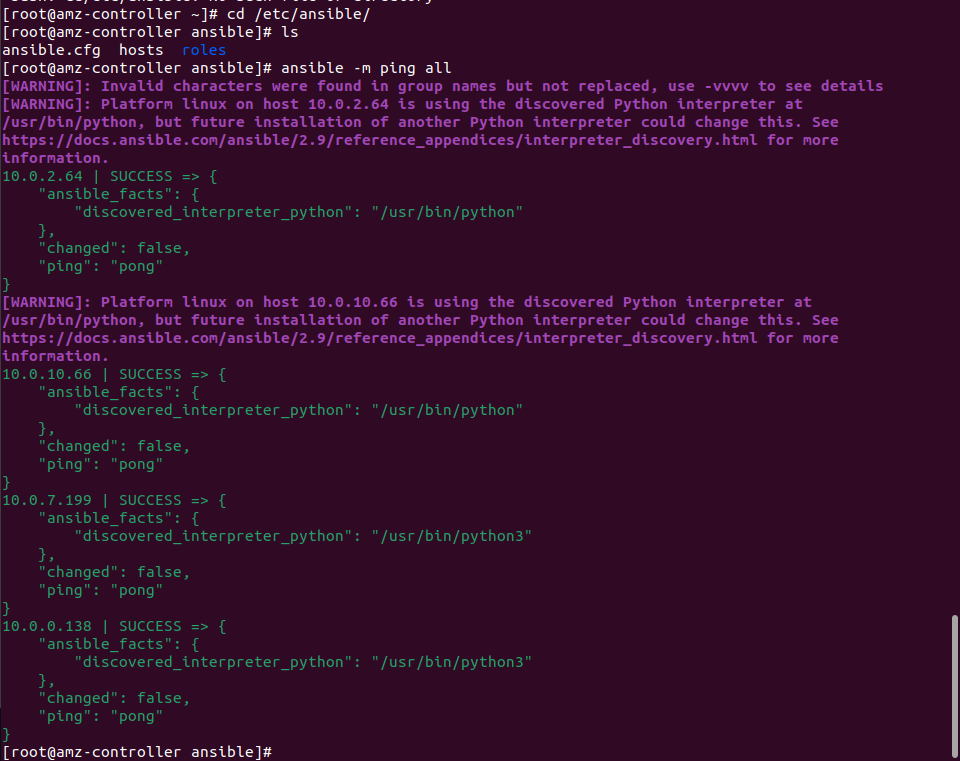 [root@amz-controller ~]# cd /etc/ansible/
[root@amz-controller ansible]# ls
ansible.cfg  hosts  roles
[root@amz-controller ansible]# ansible -m ping all
[WARNING]: Invalid characters were found in group names but not replaced, use -vvvv to see details
[WARNING]: Platform linux on host 10.0.2.64 is using the discovered Python interpreter at
/usr/bin/python, but future installation of another Python interpreter could change this. See
https://docs.ansible.com/ansible/2.9/reference_appendices/interpreter_discovery.html for more
information.
10.0.2.64 | SUCCESS => {
    "ansible_facts": {
        "discovered_interpreter_python": "/usr/bin/python"
    },
    "changed": false,
    "ping": "pong"
}
[WARNING]: Platform linux on host 10.0.10.66 is using the discovered Python interpreter at
/usr/bin/python, but future installation of another Python interpreter could change this. See
https://docs.ansible.com/ansible/2.9/reference_appendices/interpreter_discovery.html for more
information.
10.0.10.66 | SUCCESS => {
    "ansible_facts": {
        "discovered_interpreter_python": "/usr/bin/python"
    },
    "changed": false,
    "ping": "pong"
}
10.0.7.199 | SUCCESS => {
    "ansible_facts": {
        "discovered_interpreter_python": "/usr/bin/python3"
    },
    "changed": false,
    "ping": "pong"
}
10.0.0.138 | SUCCESS => {
    "ansible_facts": {
        "discovered_interpreter_python": "/usr/bin/python3"
    },
    "changed": false,
    "ping": "pong"
}
[root@amz-controller ansible]#